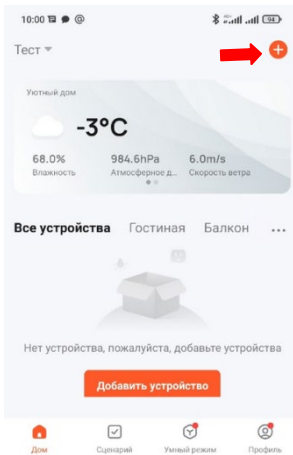 10:00
94
Тест
Уютный дом
-3°C
68.0% 984.6hPa 6.0m/s
Влажность Атмосферное д... Скорость ветра
Все устройства Гостиная Балкон ...
Нет устройства, пожалуйста, добавьте устройства
Добавить устройство
Дом Сценарий Умный режим Профиль